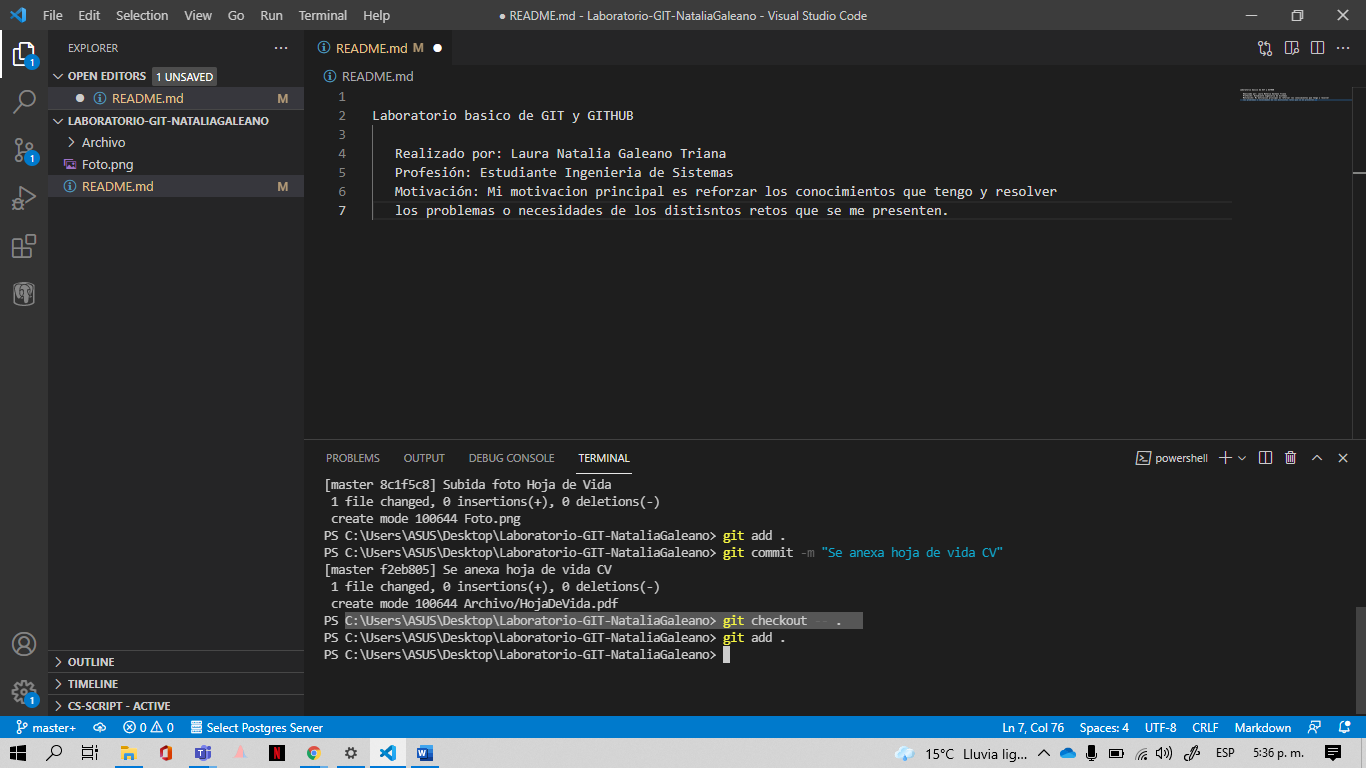 File Edit Selection View Go Run Terminal Help
● README.md - Laboratorio-GIT-NataliaGaleano - Visual Studio Code
EXPLORER
OPEN EDITORS 1 UNSAVED
README.md M
LABORATORIO-GIT-NATALIAGALEANO
Archivo
Foto.png
README.md M
OUTLINE
TIMELINE
CS-SCRIPT - ACTIVE
README.md M
README.md
1
2 Laboratorio basico de GIT y GITHUB
3
4 Realizado por: Laura Natalia Galeano Triana
5 Profesión: Estudiante Ingenieria de Sistemas
6 Motivación: Mi motivacion principal es reforzar los conocimientos que tengo y resolver
7 los problemas o necesidades de los distisntos retos que se me presenten.
PROBLEMS OUTPUT DEBUG CONSOLE TERMINAL
powershell
[master 8c1f5c8] Subida foto Hoja de Vida
1 file changed, 0 insertions(+), 0 deletions(-)
create mode 100644 Foto.png
PS C:\Users\ASUS\Desktop\Laboratorio-GIT-NataliaGaleano> git add .
PS C:\Users\ASUS\Desktop\Laboratorio-GIT-NataliaGaleano> git commit -m "Se anexa hoja de vida CV"
[master f2eb805] Se anexa hoja de vida CV
1 file changed, 0 insertions(+), 0 deletions(-)
create mode 100644 Archivo/HojaDeVida.pdf
PS C:\Users\ASUS\Desktop\Laboratorio-GIT-NataliaGaleano> git checkout -- .
PS C:\Users\ASUS\Desktop\Laboratorio-GIT-NataliaGaleano> git add .
PS C:\Users\ASUS\Desktop\Laboratorio-GIT-NataliaGaleano>
1
1
1
master+ 0 0 Select Postgres Server
Ln 7, Col 76 Spaces: 4 UTF-8 CRLF Markdown
15°C Lluvia lig... ESP 5:36 p. m.